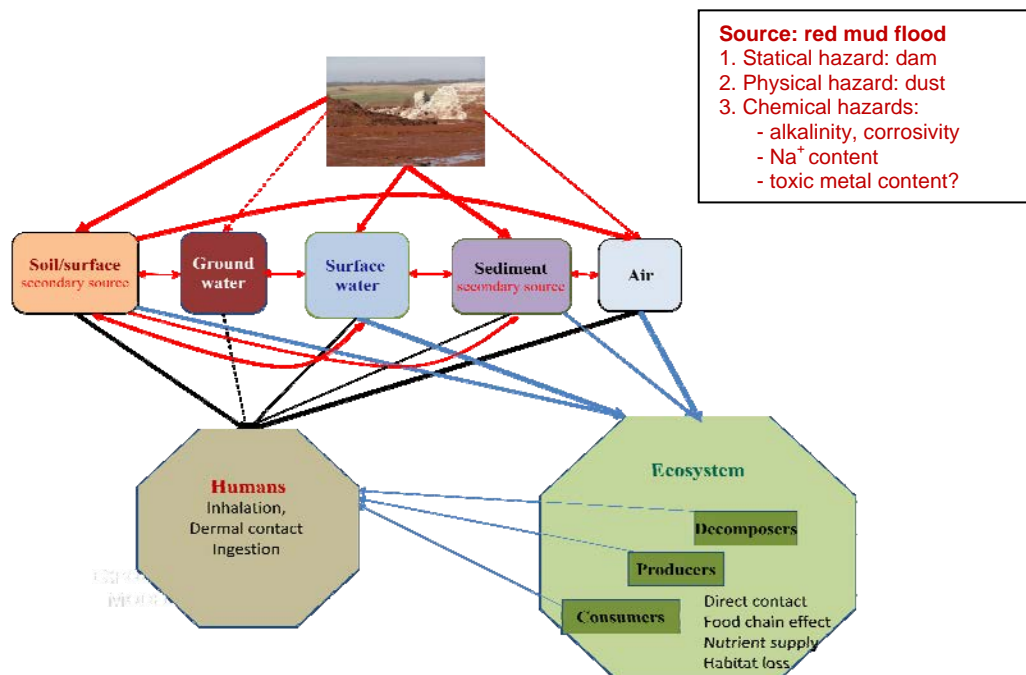 Source: red mud flood
1. Statical hazard: dam
2. Physical hazard: dust
3. Chemical hazards:
- alkalinity, corrosivity
- Na+ content
- toxic metal content?
Soil/surface
secondary source
Ground
water
Surface
water
Sediment
secondary source
Air
Humans
Inhalation,
Dermal contact
Ingestion
Ecosystem
Decomposers
Producers
Consumers
Direct contact
Food chain effect
Nutrient supply
Habitat loss